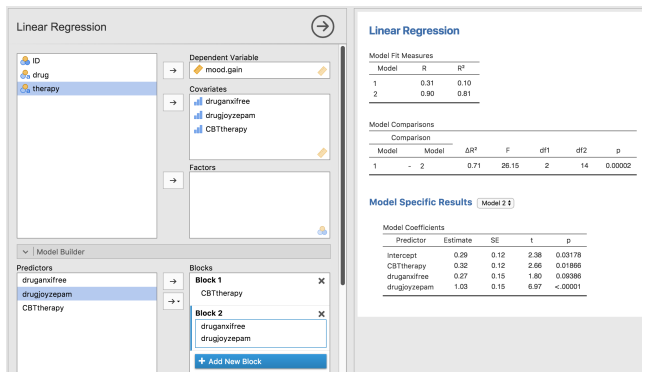 Linear Regression
ID
drug
therapy
Dependent Variable
mood.gain
Covariates
druganxifree
drugjoyzepam
CBTtherapy
Factors
Model Builder
Predictors
druganxifree
drugjoyzepam
CBTtherapy
Blocks
Block 1
CBTtherapy
Block 2
druganxifree
drugjoyzepam
+ Add New Block
Linear Regression
Model Fit Measures
Model R R²
1 0.31 0.10
2 0.90 0.81
Model Comparisons
Comparison
Model Model ΔR² F df1 df2 p
1 - 2 0.71 26.15 2 14 0.00002
Model Specific Results Model 2
Model Coefficients
Predictor Estimate SE t p
Intercept 0.29 0.12 2.38 0.03178
CBTtherapy 0.32 0.12 2.66 0.01866
druganxifree 0.27 0.15 1.80 0.09386
drugjoyzepam 1.03 0.15 6.97 <.00001